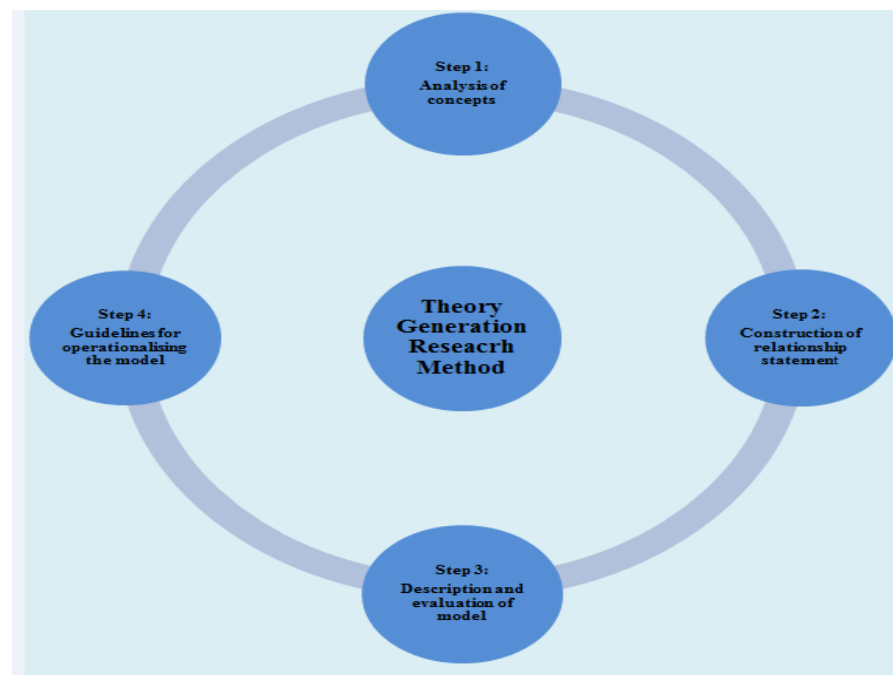 Step 1:
Analysis of
concepts
Step 2:
Construction of
relationship
statement
Step 3:
Description and
evaluation of
model
Step 4:
Guidelines for
operationalising
the model
Theory
Generation
Reseacrh
Method